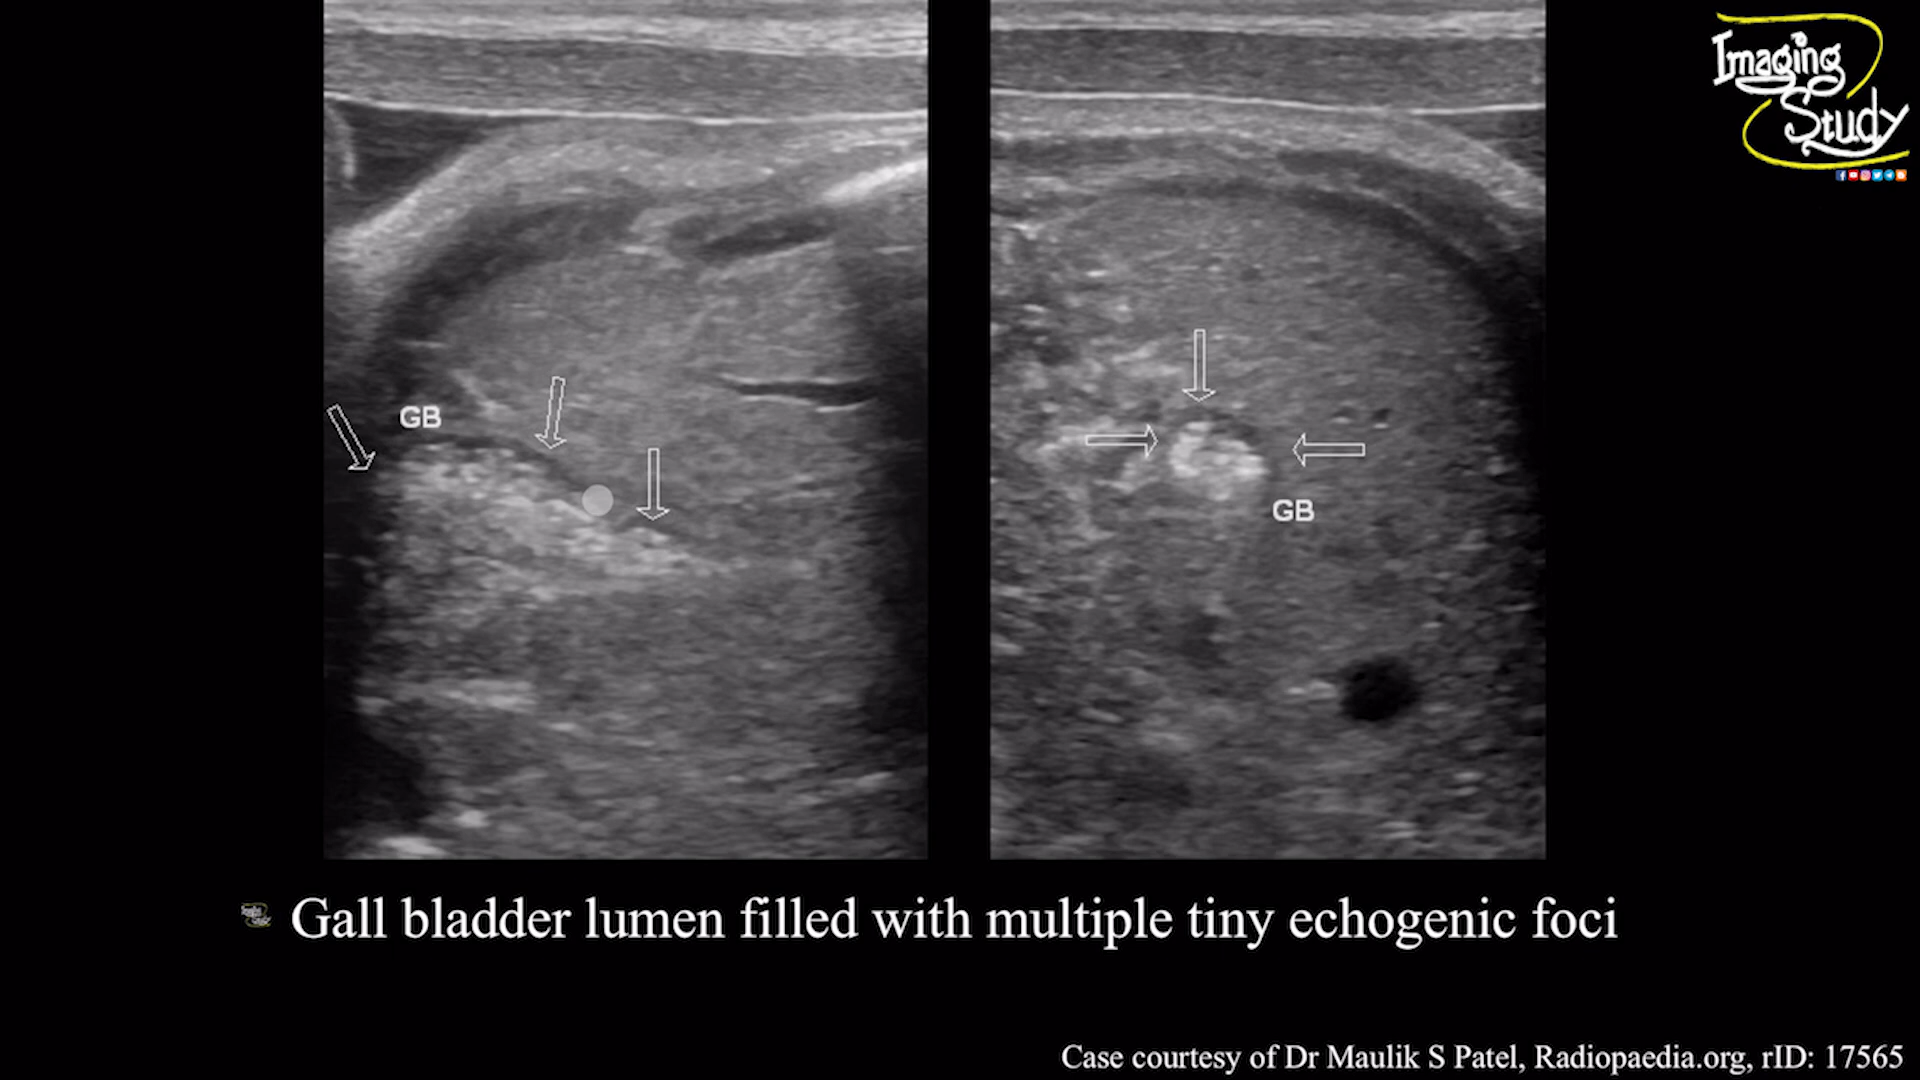 Imaging
Study
GB
GB
Gall bladder lumen filled with multiple tiny echogenic foci
Case courtesy of Dr Maulik S Patel, Radiopaedia.org, rID: 17565